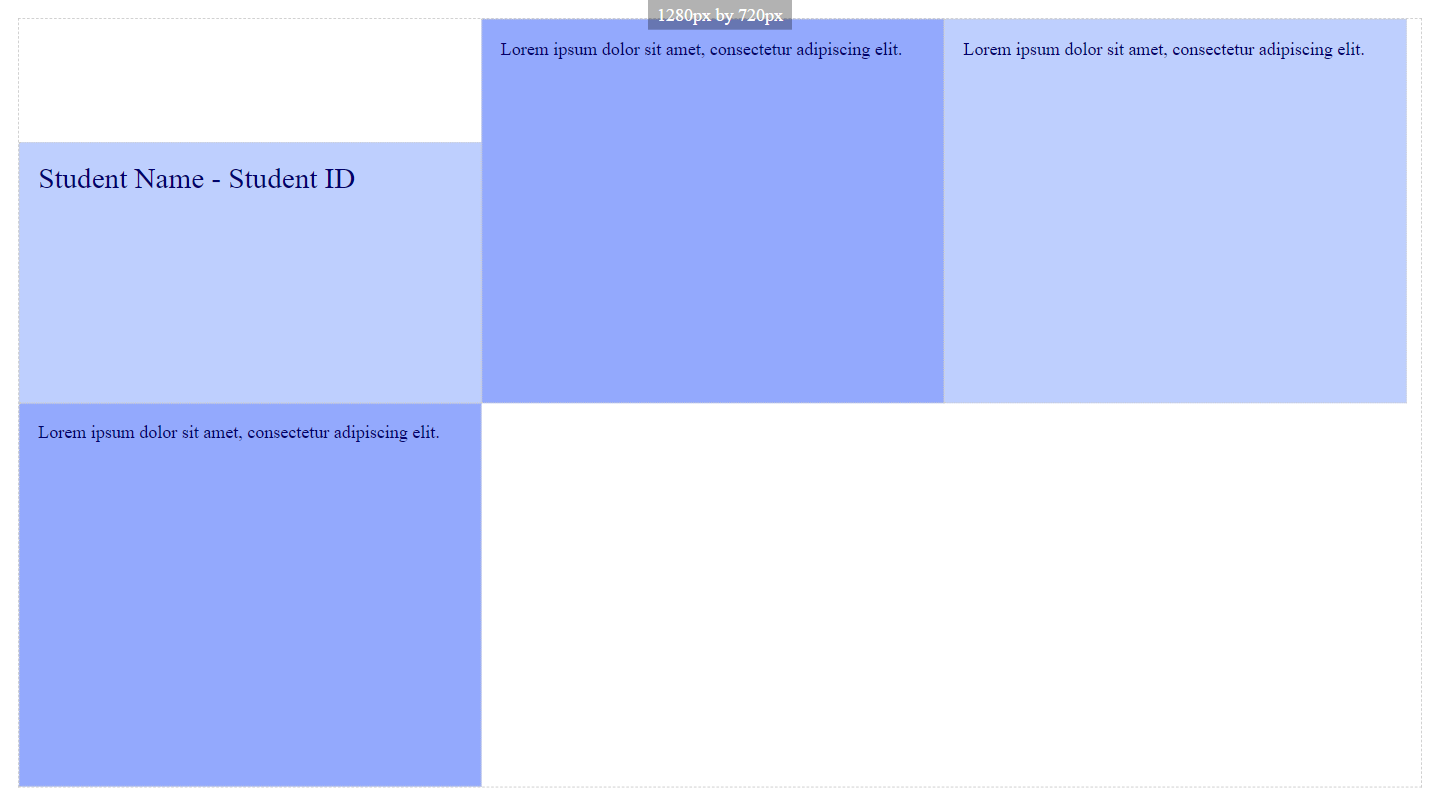 1280px by 720px
Student Name - Student ID
Lorem ipsum dolor sit amet, consectetur adipiscing elit.
Lorem ipsum dolor sit amet, consectetur adipiscing elit.
Lorem ipsum dolor sit amet, consectetur adipiscing elit.